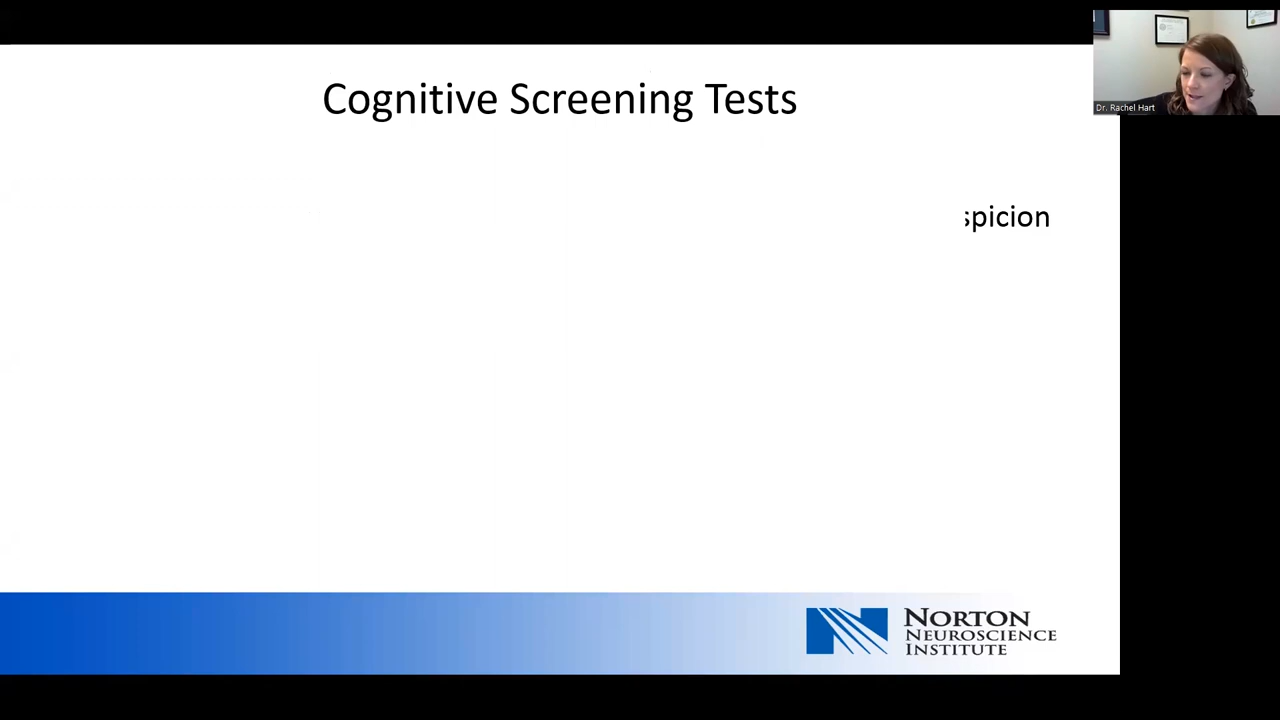 Dr. Rachel Hart
Cognitive Screening Tests
spicion
NORTON
NEUROSCIENCE
INSTITUTE